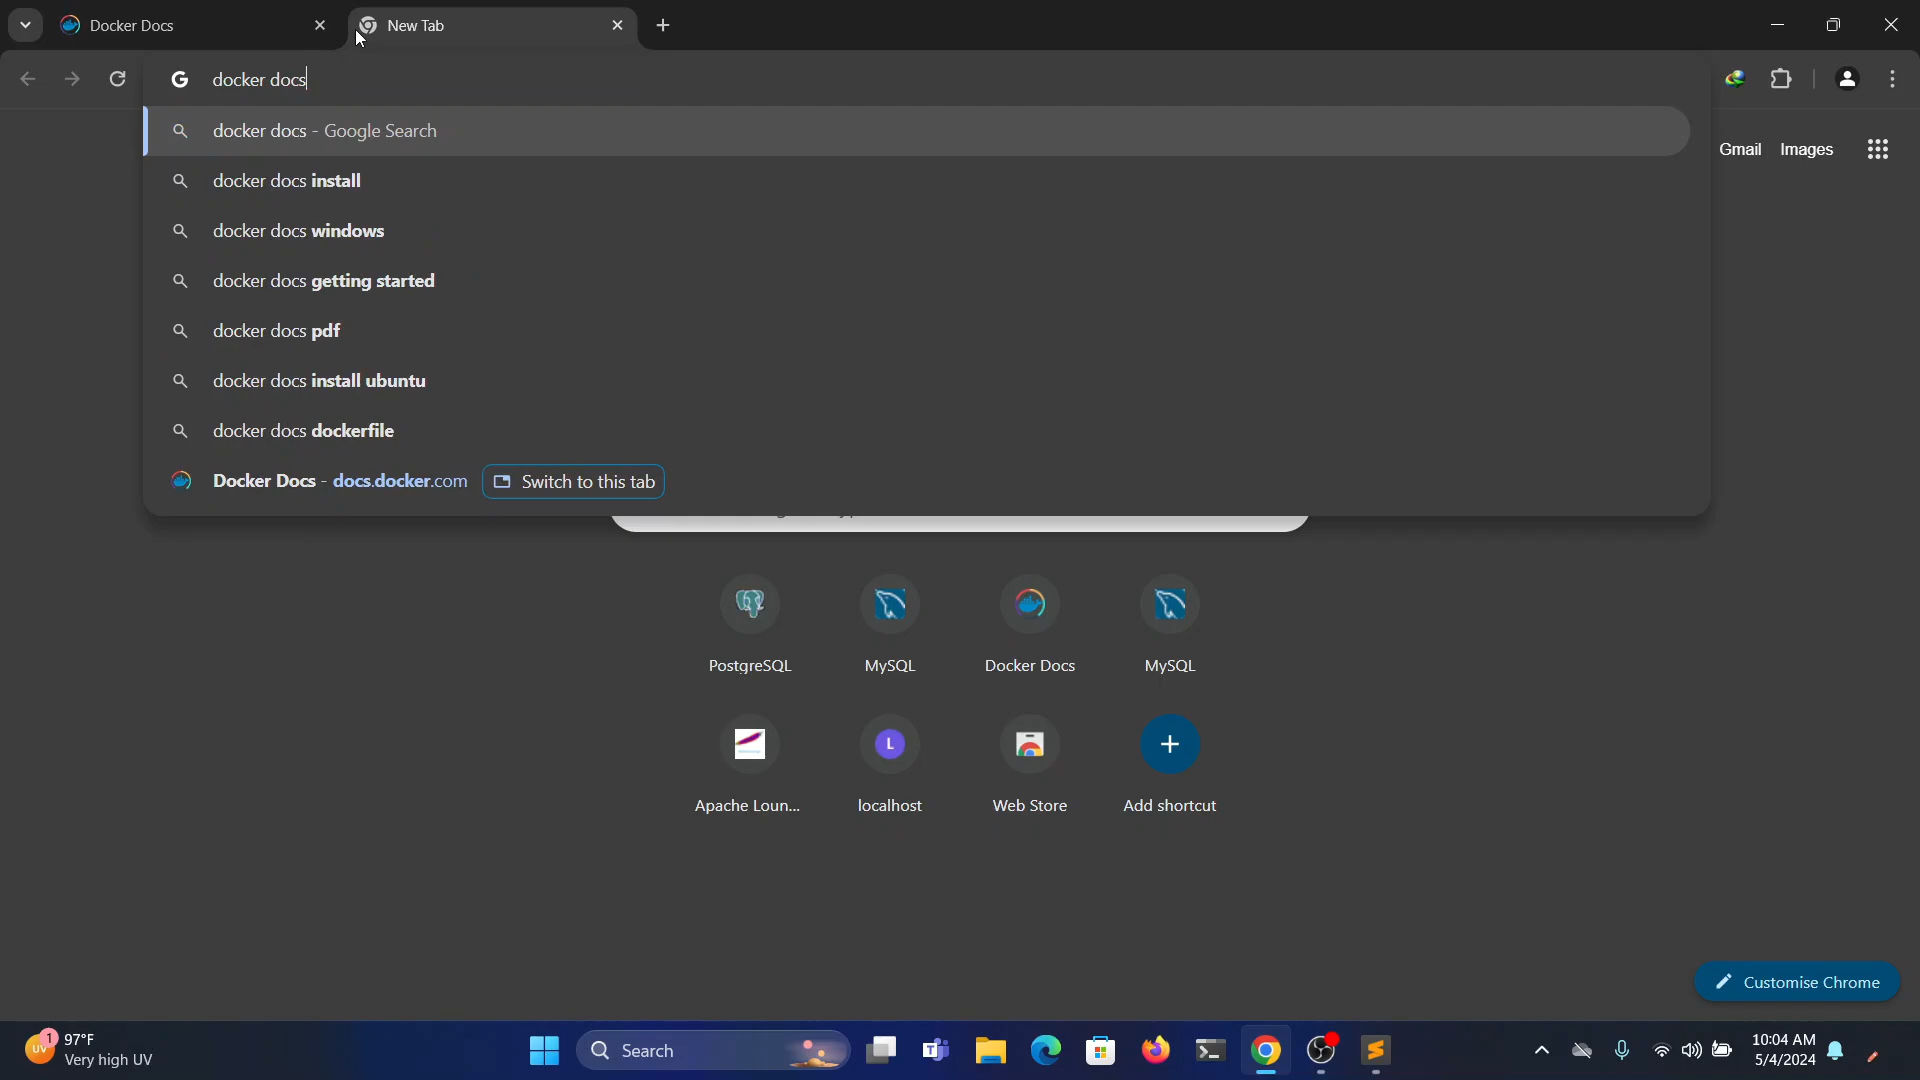 Docker Docs
New Tab
docker docs
docker docs - Google Search
Gmail Images
docker docs install
docker docs windows
docker docs getting started
docker docs pdf
docker docs install ubuntu
docker docs dockerfile
Docker Docs - docs.docker.com Switch to this tab
PostgreSQL MySQL Docker Docs MySQL
L
Apache Loun... localhost Web Store Add shortcut
Customise Chrome
UV 1 97°F
Very high UV
Search
10:04 AM
5/4/2024